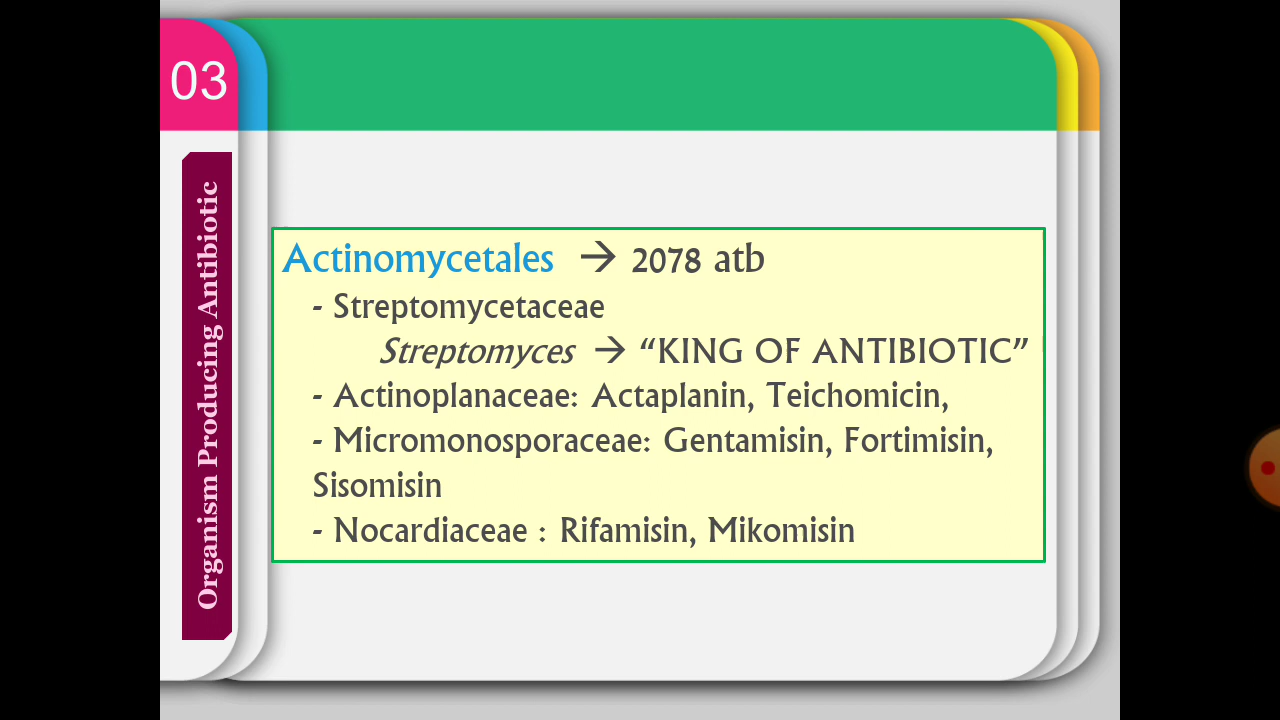 03
Organism Producing Antibiotic
Actinomycetales → 2078 atb
- Streptomycetaceae
Streptomyces → “KING OF ANTIBIOTIC”
- Actinoplanaceae: Actaplanin, Teichomicin,
- Micromonosporaceae: Gentamisin, Fortimisin,
Sisomisin
- Nocardiaceae : Rifamisin, Mikomisin